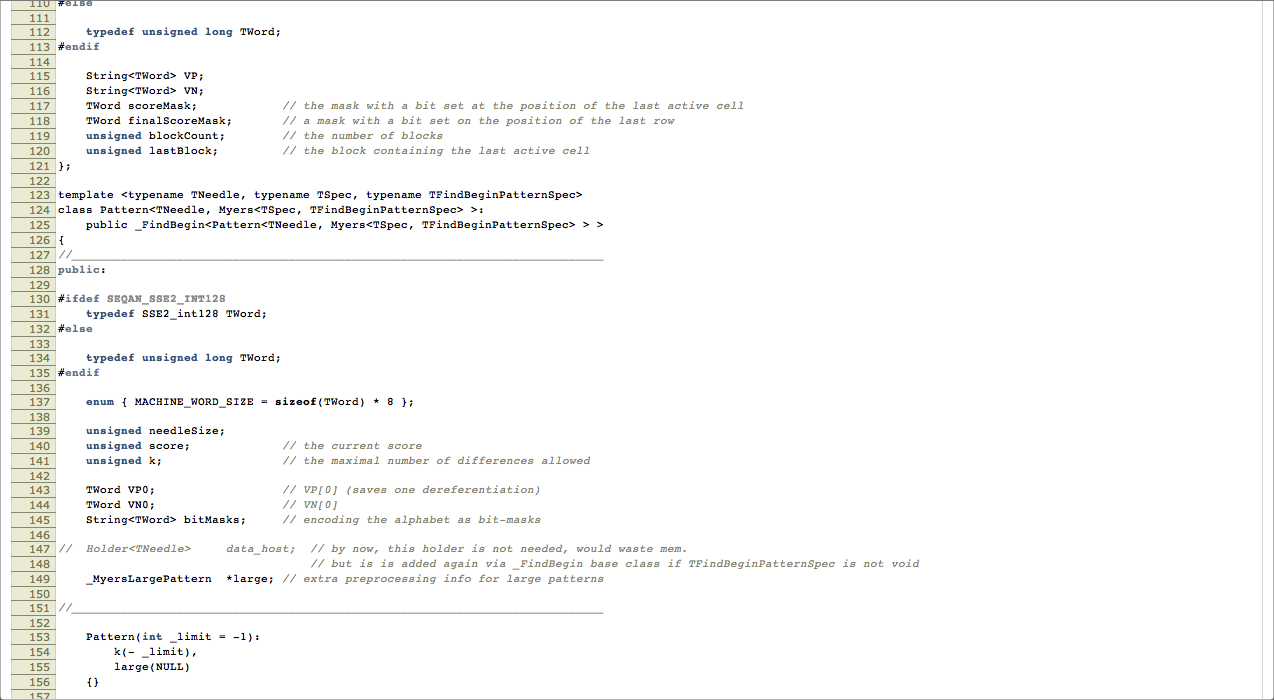 110 #else
111
112     typedef unsigned long TWord;
113 #endif
114
115     String<TWord> VP;
116     String<TWord> VN;
117     TWord scoreMask;            // the mask with a bit set at the position of the last active cell
118     TWord finalScoreMask;       // a mask with a bit set on the position of the last row
119     unsigned blockCount;        // the number of blocks
120     unsigned lastBlock;         // the block containing the last active cell
121 };
122
123 template <typename TNeedle, typename TSpec, typename TFindBeginPatternSpec>
124 class Pattern<TNeedle, Myers<TSpec, TFindBeginPatternSpec> >:
125     public _FindBegin<Pattern<TNeedle, Myers<TSpec, TFindBeginPatternSpec> > >
126 {
127 //____________________________________________________________________________
128 public:
129
130 #ifdef SEQAN_SSE2_INT128
131     typedef SSE2_int128 TWord;
132 #else
133
134     typedef unsigned long TWord;
135 #endif
136
137     enum { MACHINE_WORD_SIZE = sizeof(TWord) * 8 };
138
139     unsigned needleSize;
140     unsigned score;             // the current score
141     unsigned k;                 // the maximal number of differences allowed
142
143     TWord VP0;                  // VP[0] (saves one dereferentiation)
144     TWord VN0;                  // VN[0]
145     String<TWord> bitMasks;     // encoding the alphabet as bit-masks
146
147 //  Holder<TNeedle>     data_host;  // by now, this holder is not needed, would waste mem.
148                                     // but is is added again via _FindBegin base class if TFindBeginPatternSpec is not void
149     _MyersLargePattern  *large; // extra preprocessing info for large patterns
150
151 //____________________________________________________________________________
152
153     Pattern(int _limit = -1):
154         k(- _limit),
155         large(NULL)
156     {}
157